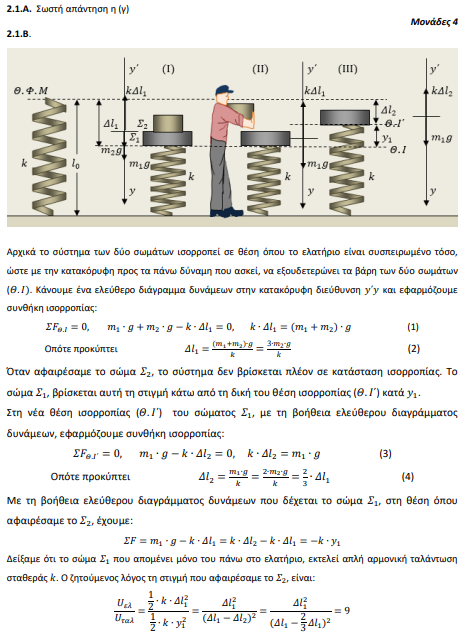 2.1.Α. Σωστή απάντηση η (γ)
Μονάδες 4
2.1.Β.
y′ (I) (II) y′ (III) y′
Θ.Φ.Μ kΔl₁ kΔl₁ kΔl₂
Δl₂
Δl₁ Σ₂ Θ.Ι′
Σ₁ y₁ m₁g
k l₀ m₂g m₁g k k m₁g Θ.Ι
k
y y y
Αρχικά το σύστημα των δύο σωμάτων ισορροπεί σε θέση όπου το ελατήριο είναι συσπειρωμένο τόσο,
ώστε με την κατακόρυφη προς τα πάνω δύναμη που ασκεί, να εξουδετερώνει τα βάρη των δύο σωμάτων
(Θ.Ι). Κάνουμε ένα ελεύθερο διάγραμμα δυνάμεων στην κατακόρυφη διεύθυνση y′y και εφαρμόζουμε
συνθήκη ισορροπίας:
ΣF_Θ.Ι = 0, m₁ · g + m₂ · g − k · Δl₁ = 0, k · Δl₁ = (m₁ + m₂) · g (1)
Οπότε προκύπτει Δl₁ = (m₁+m₂)·g / k = 3·m₂·g / k (2)
Όταν αφαιρέσαμε το σώμα Σ₂, το σύστημα δεν βρίσκεται πλέον σε κατάσταση ισορροπίας. Το
σώμα Σ₁, βρίσκεται αυτή τη στιγμή κάτω από τη δική του θέση ισορροπίας (Θ.Ι′) κατά y₁.
Στη νέα θέση ισορροπίας (Θ.Ι′) του σώματος Σ₁, με τη βοήθεια ελεύθερου διαγράμματος
δυνάμεων, εφαρμόζουμε συνθήκη ισορροπίας:
ΣF_Θ.Ι′ = 0, m₁ · g − k · Δl₂ = 0, k · Δl₂ = m₁ · g (3)
Οπότε προκύπτει Δl₂ = m₁·g / k = 2·m₂·g / k = 2/3 · Δl₁ (4)
Με τη βοήθεια ελεύθερου διαγράμματος δυνάμεων που δέχεται το σώμα Σ₁, στη θέση όπου
αφαιρέσαμε το Σ₂, έχουμε:
ΣF = m₁ · g − k · Δl₁ = k · Δl₂ − k · Δl₁ = −k · y₁
Δείξαμε ότι το σώμα Σ₁ που απομένει μόνο του πάνω στο ελατήριο, εκτελεί απλή αρμονική ταλάντωση
σταθεράς k. Ο ζητούμενος λόγος τη στιγμή που αφαιρέσαμε το Σ₂, είναι:
U_ελ / U_ταλ = (1/2 · k · Δl₁²) / (1/2 · k · y₁²) = Δl₁² / (Δl₁ − Δl₂)² = Δl₁² / (Δl₁ − 2/3 Δl₁)² = 9